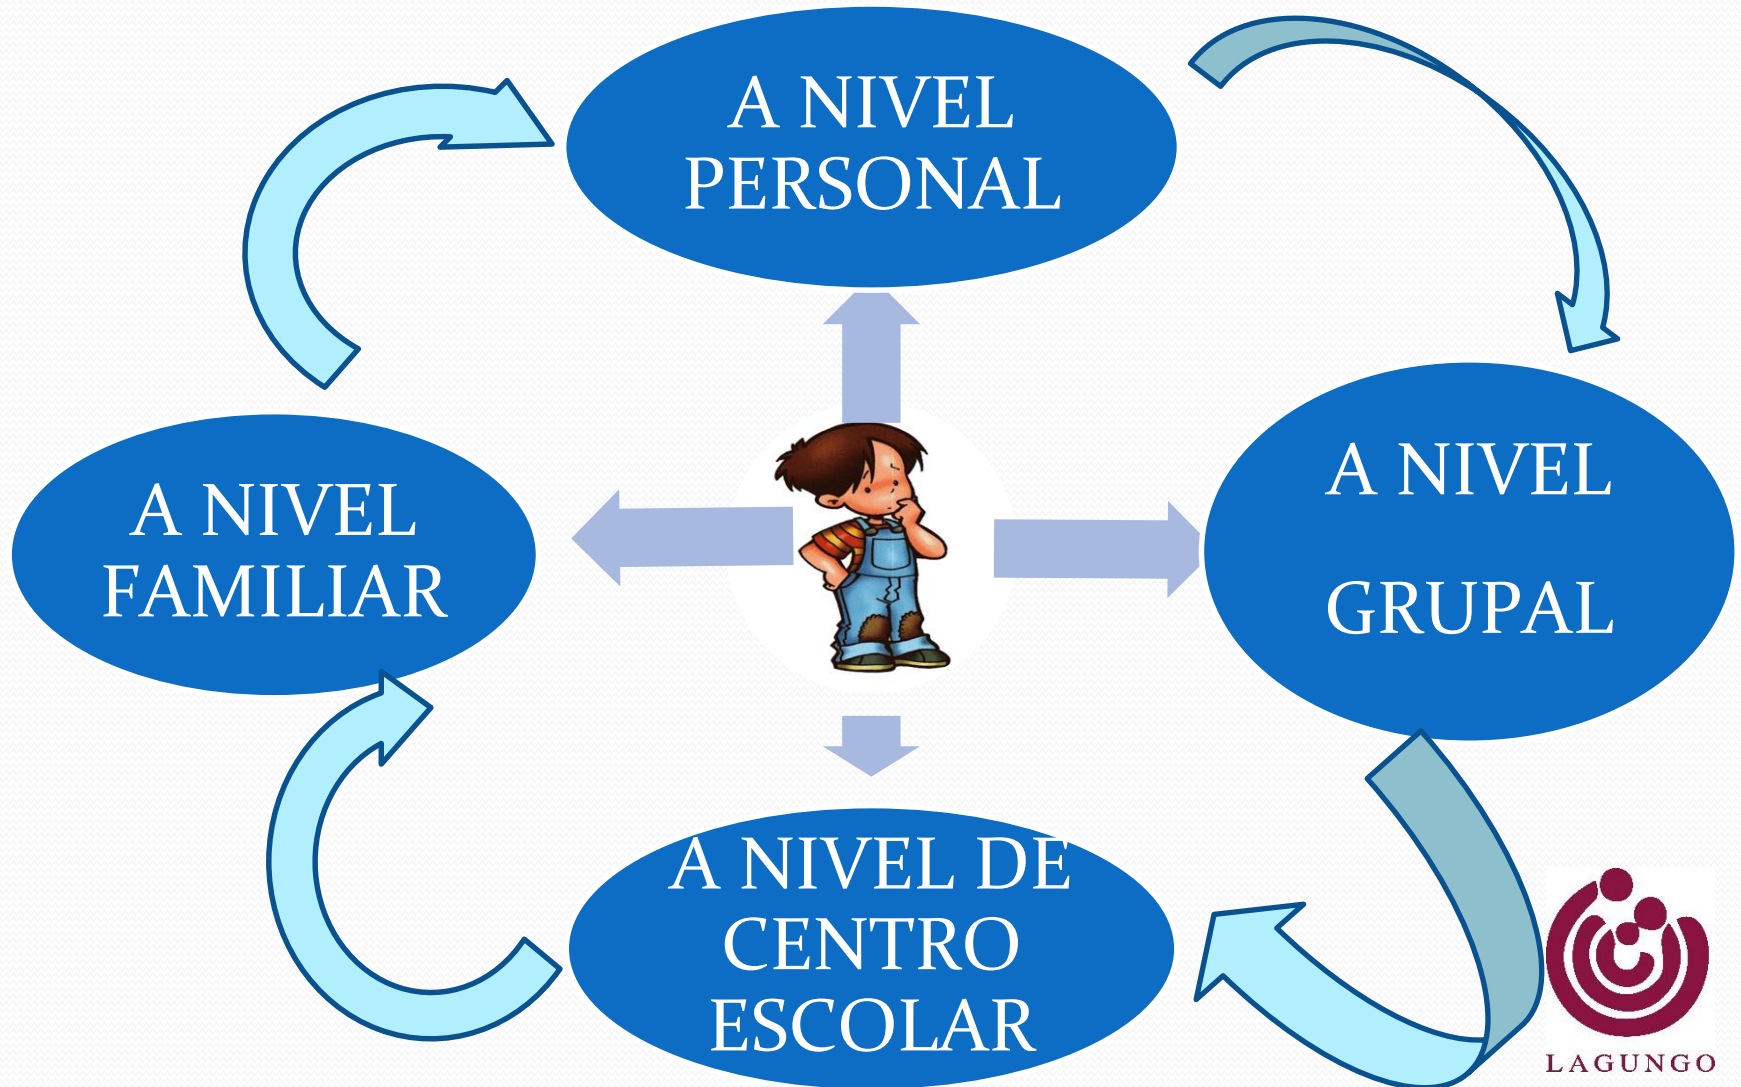 A NIVEL
PERSONAL
A NIVEL
FAMILIAR
A NIVEL
GRUPAL
A NIVEL DE
CENTRO
ESCOLAR
LAGUNGO